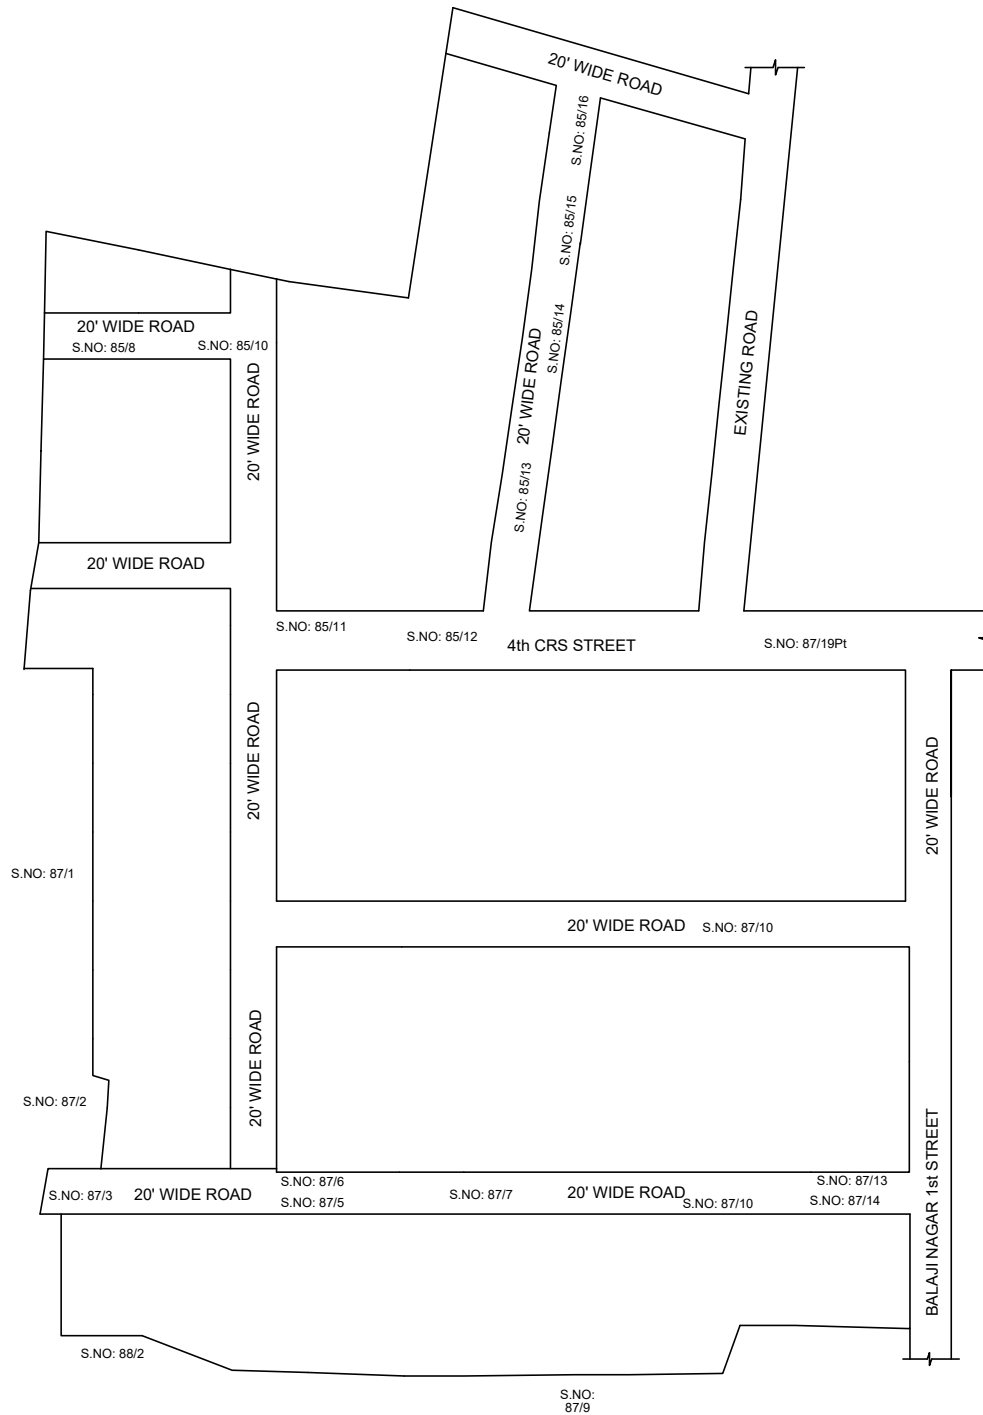 20' WIDE ROAD
S.NO: 85/16
S.NO: 85/15
S.NO: 85/14
20' WIDE ROAD
S.NO: 85/13
EXISTING ROAD
20' WIDE ROAD
S.NO: 85/8
S.NO: 85/10
20' WIDE ROAD
20' WIDE ROAD
S.NO: 85/11
S.NO: 85/12
4th CRS STREET
S.NO: 87/19Pt
20' WIDE ROAD
20' WIDE ROAD
S.NO: 87/1
20' WIDE ROAD
S.NO: 87/10
20' WIDE ROAD
S.NO: 87/2
BALAJI NAGAR 1st STREET
S.NO: 87/3
20' WIDE ROAD
S.NO: 87/6
S.NO: 87/5
S.NO: 87/7
20' WIDE ROAD
S.NO: 87/10
S.NO: 87/13
S.NO: 87/14
S.NO: 88/2
S.NO:
87/9